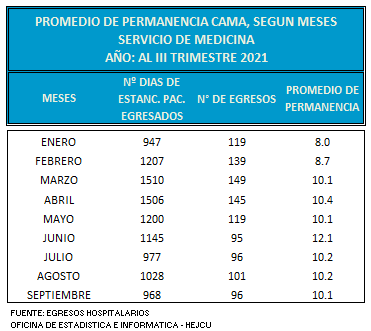 PROMEDIO DE PERMANENCIA CAMA, SEGUN MESES
SERVICIO DE MEDICINA
AÑO: AL III TRIMESTRE 2021
MESES
Nº DIAS DE
ESTANC. PAC.
EGRESADOS
N° DE EGRESOS
PROMEDIO DE
PERMANENCIA
ENERO 947 119 8.0
FEBRERO 1207 139 8.7
MARZO 1510 149 10.1
ABRIL 1506 145 10.4
MAYO 1200 119 10.1
JUNIO 1145 95 12.1
JULIO 977 96 10.2
AGOSTO 1028 101 10.2
SEPTIEMBRE 968 96 10.1
FUENTE: EGRESOS HOSPITALARIOS
OFICINA DE ESTADISTICA E INFORMATICA - HEJCU